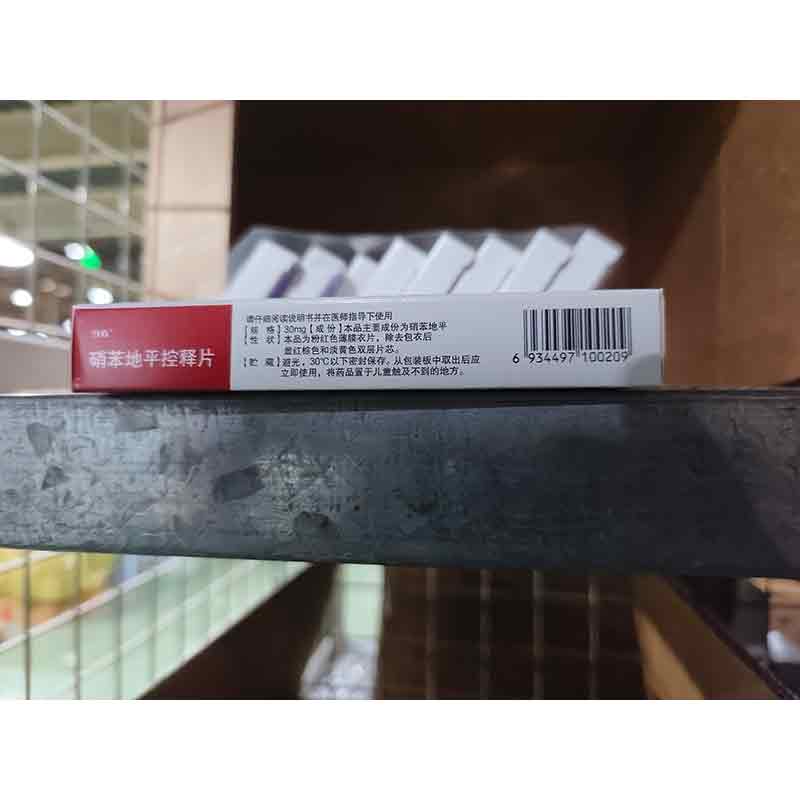 硝苯地平控释片
请仔细阅读说明书并在医师指导下使用
【规 格】30mg【成份】本品主要成份为硝苯地平
【性 状】本品为粉红色薄膜衣片，除去包衣后
显红棕色和淡黄色双层片芯。
【贮 藏】避光，30℃以下密封保存。从包装板中取出后应
立即使用，将药品置于儿童触及不到的地方。
6 934497 100209